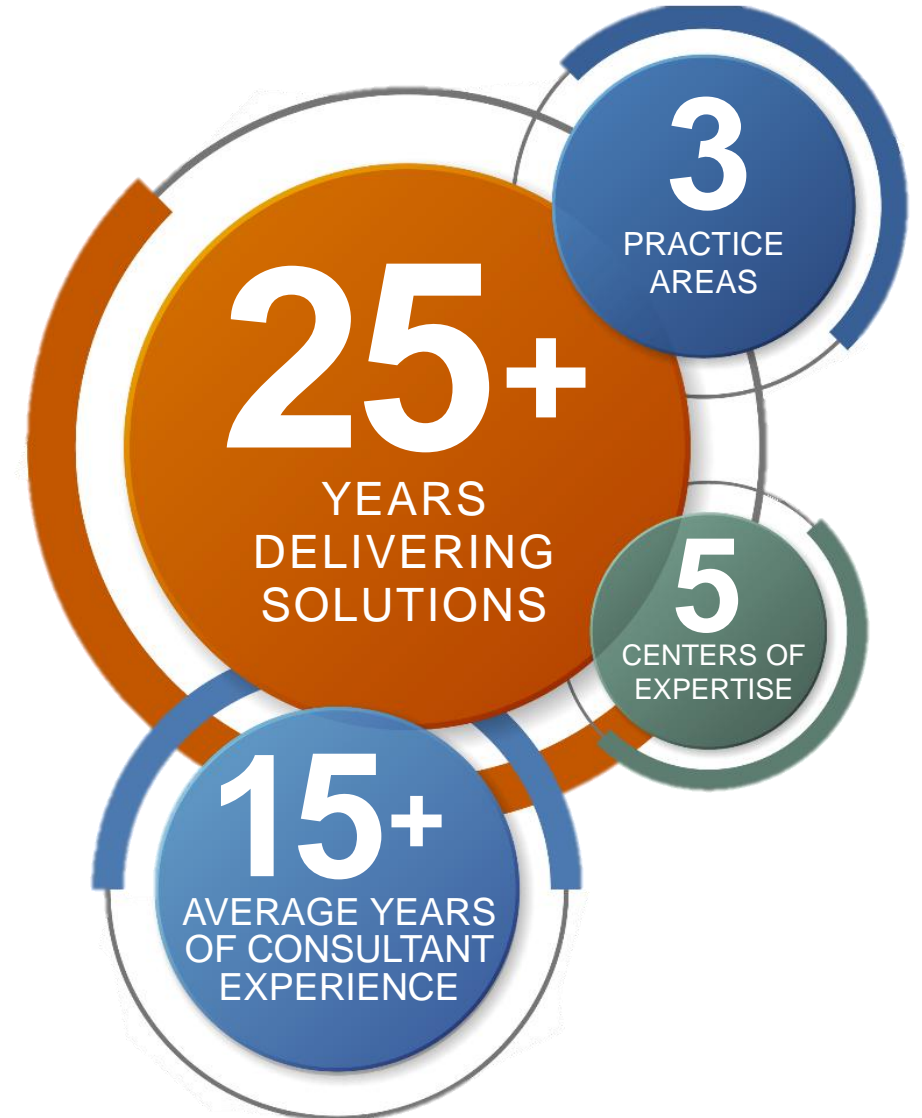 3
PRACTICE
AREAS
25+
YEARS
DELIVERING
SOLUTIONS
5
CENTERS OF
EXPERTISE
15+
AVERAGE YEARS
OF CONSULTANT
EXPERIENCE